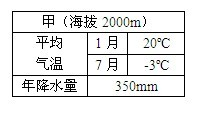 甲（海拔 2000m）
平均气温 1月 20℃
7月 -3℃
年降水量 350mm